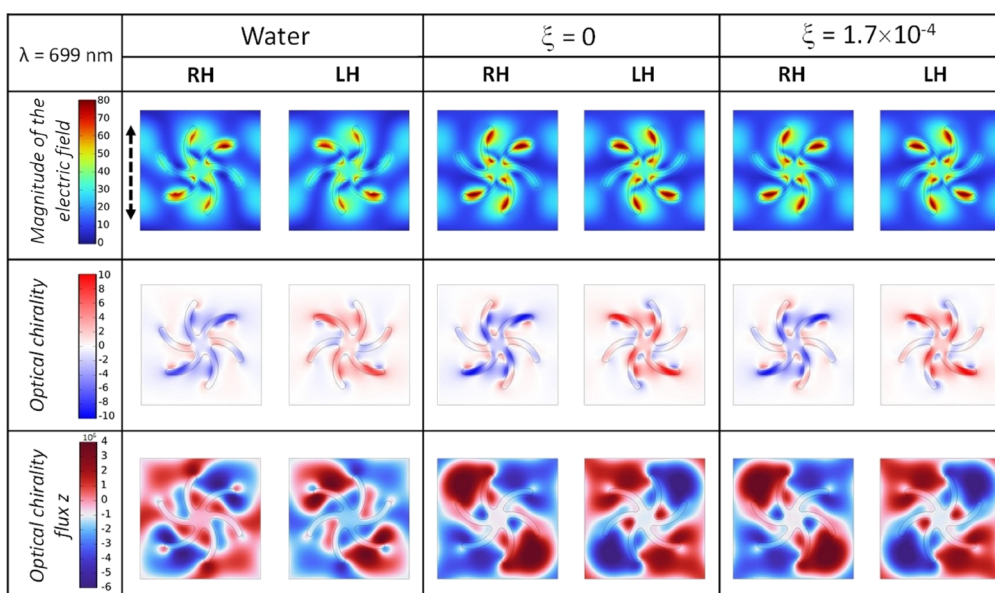 λ = 699 nm
Water
ξ = 0
ξ = 1.7×10⁻⁴
RH
LH
RH
LH
RH
LH
Magnitude of the
electric field
80
70
60
50
40
30
20
10
0
Optical chirality
10
8
6
4
2
0
-2
-4
-6
-8
-10
Optical chirality
flux z
10⁶
4
3
2
1
0
-1
-2
-3
-4
-5
-6